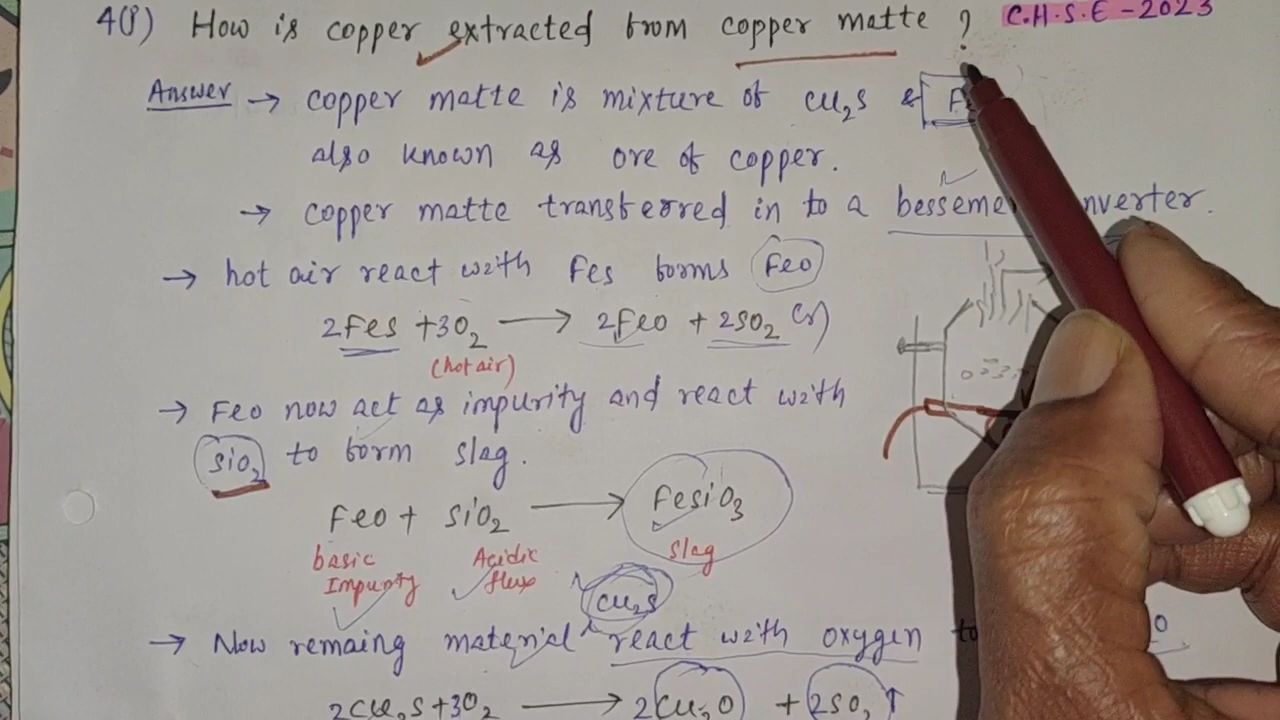 4(i) How is copper extracted from copper matte ? C.H.S.E - 2023
Answer → copper matte is mixture of Cu₂S &
also known as ore of copper.
→ copper matte transferred in to a
hot air react with FeS forms FeO
2FeS + 3O₂ → 2FeO + 2SO₂
(hot air)
→ FeO now act as impurity and react with
SiO₂ to form slag.
FeO + SiO₂ → FeSiO₃
basic Impurity Acidic flux slag
Cu₂S
→ Now remaing material react with oxygen
2Cu₂S + 3O₂ → 2Cu₂O + 2SO₂ ↑